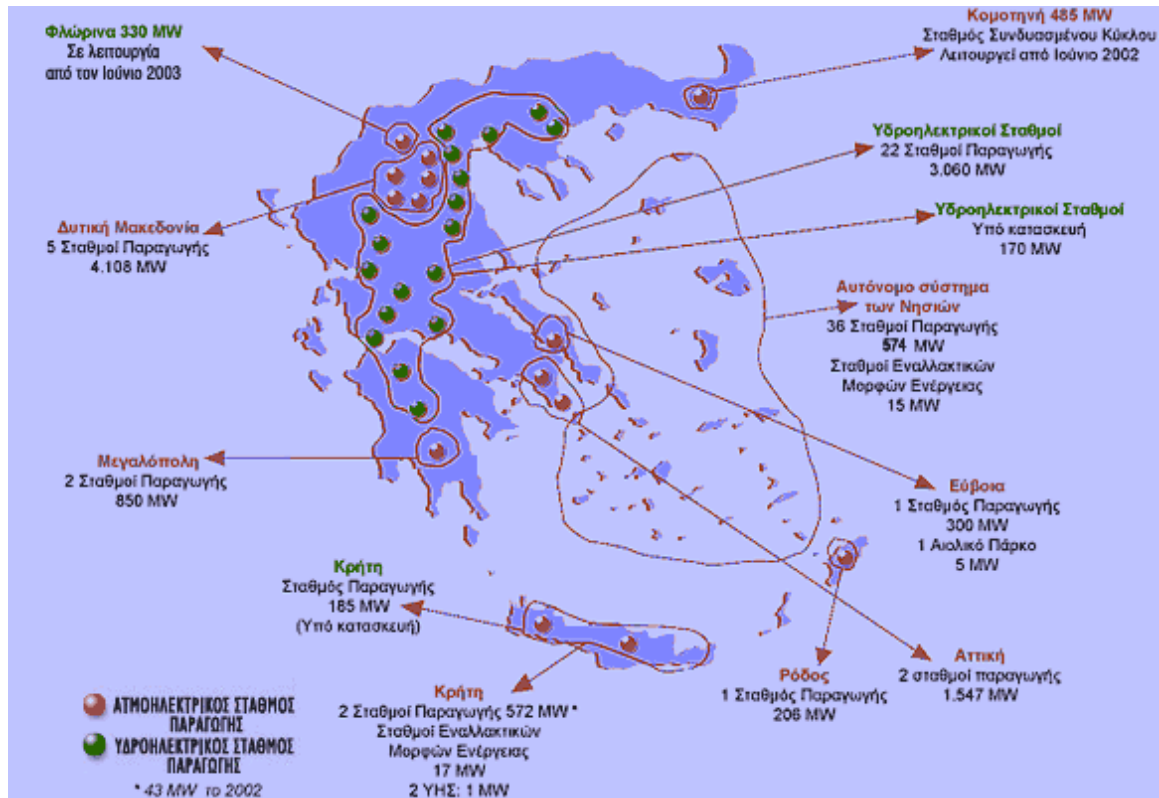 Φλώρινα 330 MW
Σε λειτουργία
από τον Ιούνιο 2003
Κομοτηνή 485 MW
Σταθμός Συνδυασμένου Κύκλου
Λειτουργεί από Ιούνιο 2002
Υδροηλεκτρικοί Σταθμοί
22 Σταθμοί Παραγωγής
3.060 MW
Υδροηλεκτρικοί Σταθμοί
Υπό κατασκευή
170 MW
Δυτική Μακεδονία
5 Σταθμοί Παραγωγής
4.108 MW
Αυτόνομο σύστημα
των Νησιών
36 Σταθμοί Παραγωγής
574 MW
Σταθμοί Εναλλακτικών
Μορφών Ενέργειας
15 MW
Μεγαλόπολη
2 Σταθμοί Παραγωγής
850 MW
Εύβοια
1 Σταθμός Παραγωγής
300 MW
1 Αιολικό Πάρκο
5 MW
Κρήτη
Σταθμός Παραγωγής
185 MW
(Υπό κατασκευή)
Κρήτη
2 Σταθμοί Παραγωγής 572 MW *
Σταθμοί Εναλλακτικών
Μορφών Ενέργειας
17 MW
2 ΥΗΣ: 1 MW
Ρόδος
1 Σταθμός Παραγωγής
206 MW
Αττική
2 σταθμοί παραγωγής
1.547 MW
ΑΤΜΟΗΛΕΚΤΡΙΚΟΣ ΣΤΑΘΜΟΣ
ΠΑΡΑΓΩΓΗΣ
ΥΔΡΟΗΛΕΚΤΡΙΚΟΣ ΣΤΑΘΜΟΣ
ΠΑΡΑΓΩΓΗΣ
* 43 MW το 2002